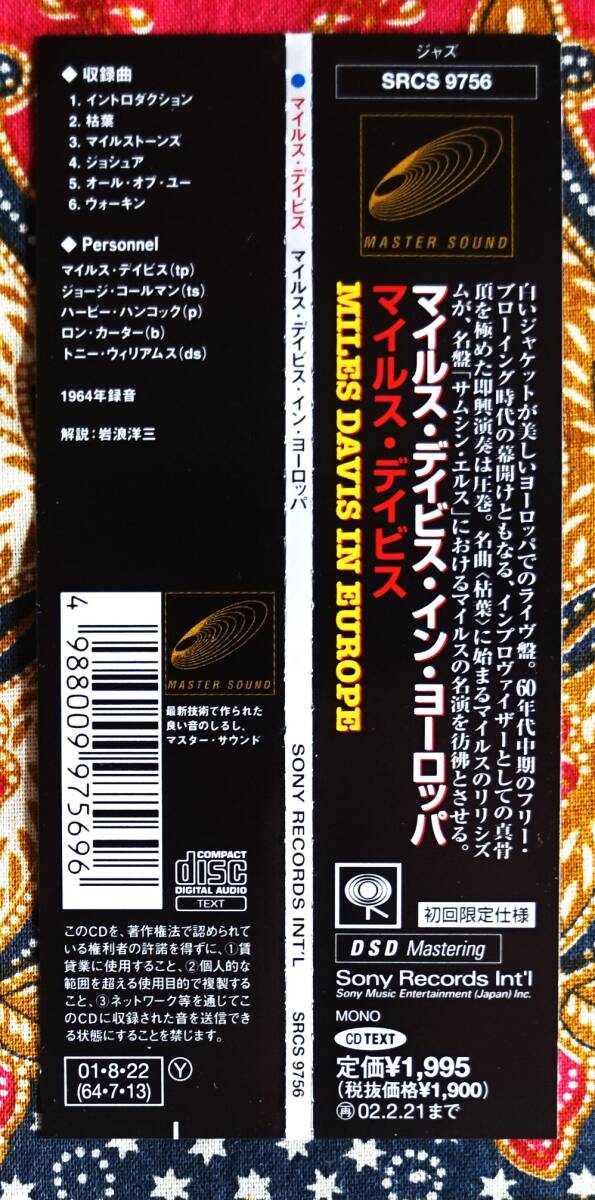 ◆ 収録曲
1. イントロダクション
2. 枯葉
3. マイルストーンズ
4. ジョシュア
5. オール・オブ・ユー
6. ウォーキン
◆ Personnel
マイルス・デイビス(tp)
ジョージ・コールマン(ts)
ハービー・ハンコック(p)
ロン・カーター(b)
トニー・ウィリアムス(ds)
1964年録音
解説:岩浪洋三
4 988009 975696
MASTER SOUND
最新技術で作られた
良い音のしるし、
マスター・サウンド
COMPACT
disc
DIGITAL AUDIO
TEXT
このCDを、著作権法で認められて
いる権利者の許諾を得ずに、①賃
貸業に使用すること、②個人的な
範囲を超える使用目的で複製する
こと、③ネットワーク等を通じてこ
のCDに収録された音を送信でき
る状態にすることを禁じます。
01・8・22
(64・7・13)
Y
● マイルス・デイビス マイルス・デイビス・イン・ヨーロッパ
SONY RECORDS INT'L SRCS 9756
ジャズ
SRCS 9756
MASTER SOUND
白いジャケットが美しいヨーロッパでのライヴ盤。60年代中期のフリー・
ブローイング時代の幕開けともなる、インプロヴァイザーとしての真骨
頂を極めた即興演奏は圧巻。名曲〈枯葉〉に始まるマイルスのリリシズ
ムが、名盤「サムシン・エルス」におけるマイルスの名演を彷彿とさせる。
マイルス・デイビス・イン・ヨーロッパ
マイルス・デイビス
MILES DAVIS IN EUROPE
初回限定仕様
DSD Mastering
Sony Records Int'l
Sony Music Entertainment (Japan) Inc.
MONO
CD TEXT
定価¥1,995
(税抜価格¥1,900)
再02.2.21まで